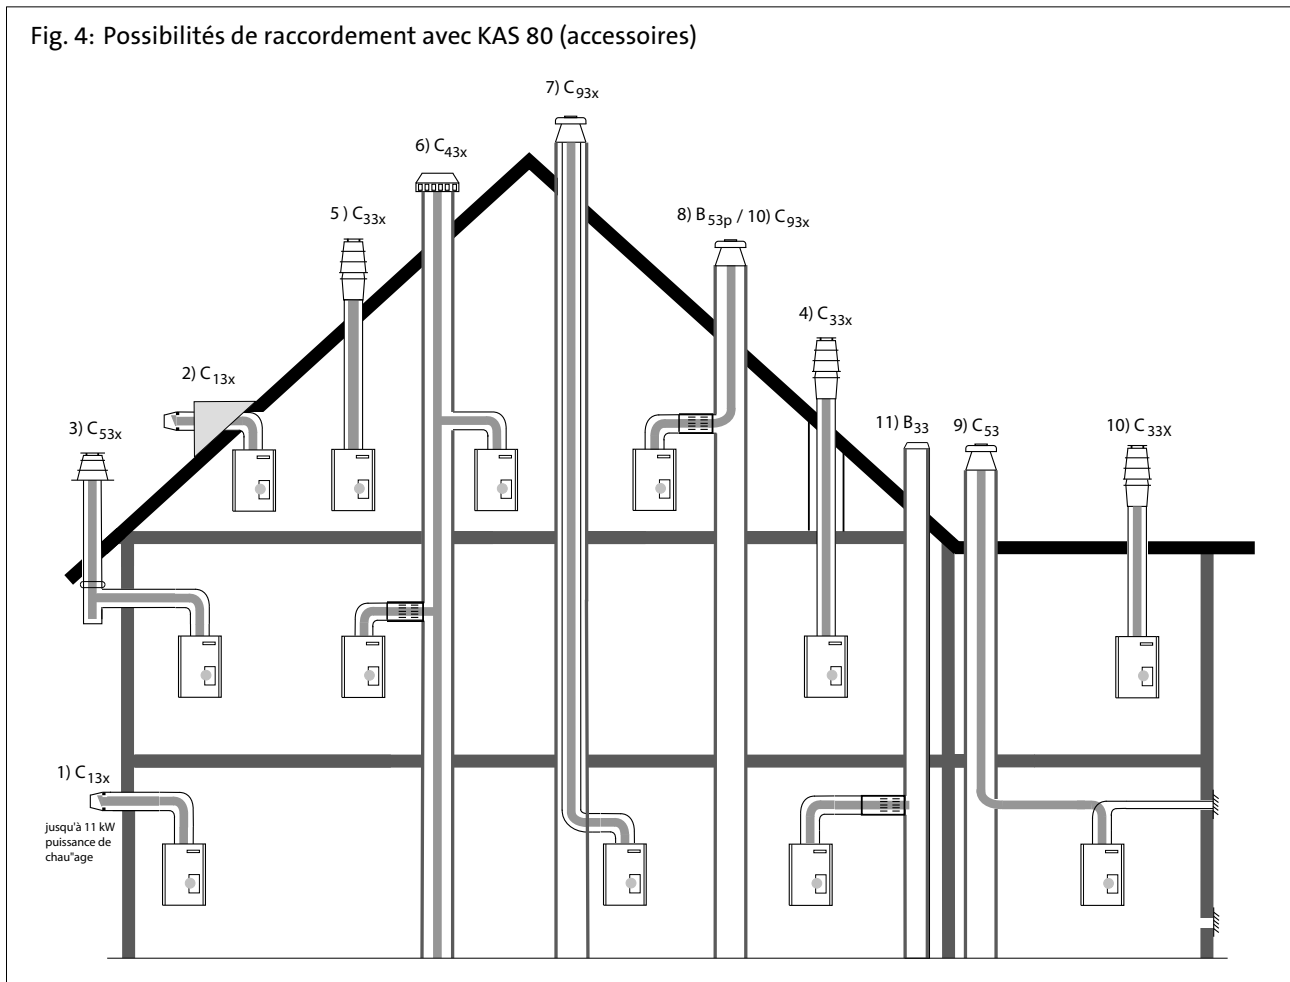 Fig. 4: Possibilités de raccordement avec KAS 80 (accessoires)
7) C93x
6) C43x
5 ) C33x
8) B53p / 10) C93x
4) C33x
2) C13x
3) C53x
11) B33
9) C53
10) C33X
1) C13x
jusqu'à 11 kW
puissance de
chau"age